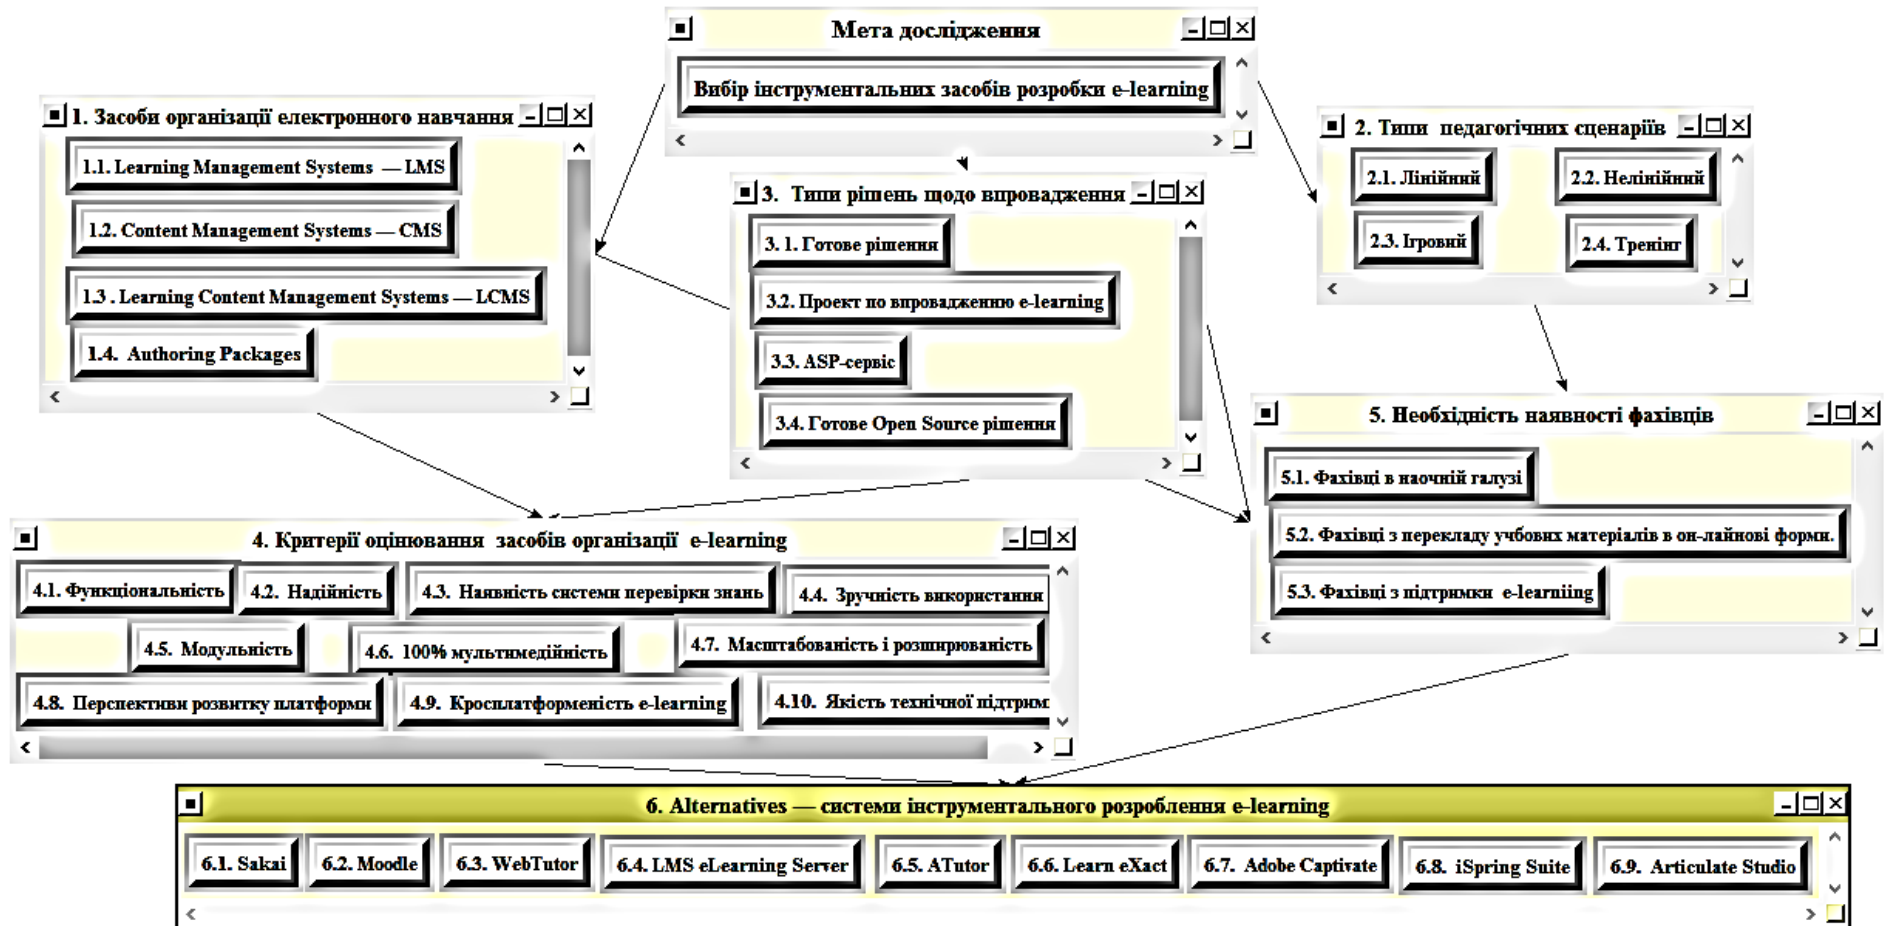 Мета дослідження
Вибір інструментальних засобів розробки e-learning
1. Засоби організації електронного навчання
1.1. Learning Management Systems — LMS
1.2. Content Management Systems — CMS
1.3 . Learning Content Management Systems — LCMS
1.4. Authoring Packages
2. Типи педагогічних сценаріїв
2.1. Лінійний
2.2. Нелінійний
2.3. Ігровий
2.4. Тренінг
3. Типи рішень щодо впровадження
3. 1. Готове рішення
3.2. Проект по впровадженню e-learning
3.3. ASP-сервіс
3.4. Готове Open Source рішення
4. Критерії оцінювання засобів організації e-learning
4.1. Функціональність
4.2. Надійність
4.3. Наявність системи перевірки знань
4.4. Зручність використання
4.5. Модульність
4.6. 100% мультимедійність
4.7. Масштабованість і розширюваність
4.8. Перспективи розвитку платформи
4.9. Кросплатформеність e-learning
4.10. Якість технічної підтрим
5. Необхідність наявності фахівців
5.1. Фахівці в наочній галузі
5.2. Фахівці з перекладу учбових матеріалів в он-лайнові форми.
5.3. Фахівці з підтримки e-learniing
6. Alternatives — системи інструментального розроблення e-learning
6.1. Sakai
6.2. Moodle
6.3. WebTutor
6.4. LMS eLearning Server
6.5. ATutor
6.6. Learn eXact
6.7. Adobe Captivate
6.8. iSpring Suite
6.9. Articulate Studio